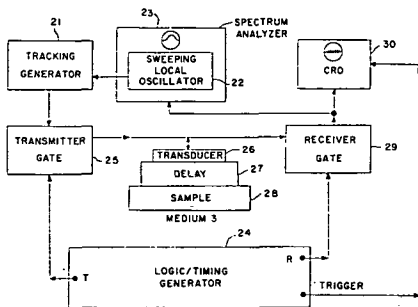 21
TRACKING
GENERATOR
23
SPECTRUM
ANALYZER
SWEEPING
LOCAL
OSCILLATOR
22
30
CRO
TRANSMITTER
GATE
25
TRANSDUCER
26
DELAY
27
SAMPLE
28
MEDIUM 3
RECEIVER
GATE
29
24
T
LOGIC/TIMING
GENERATOR
R
TRIGGER